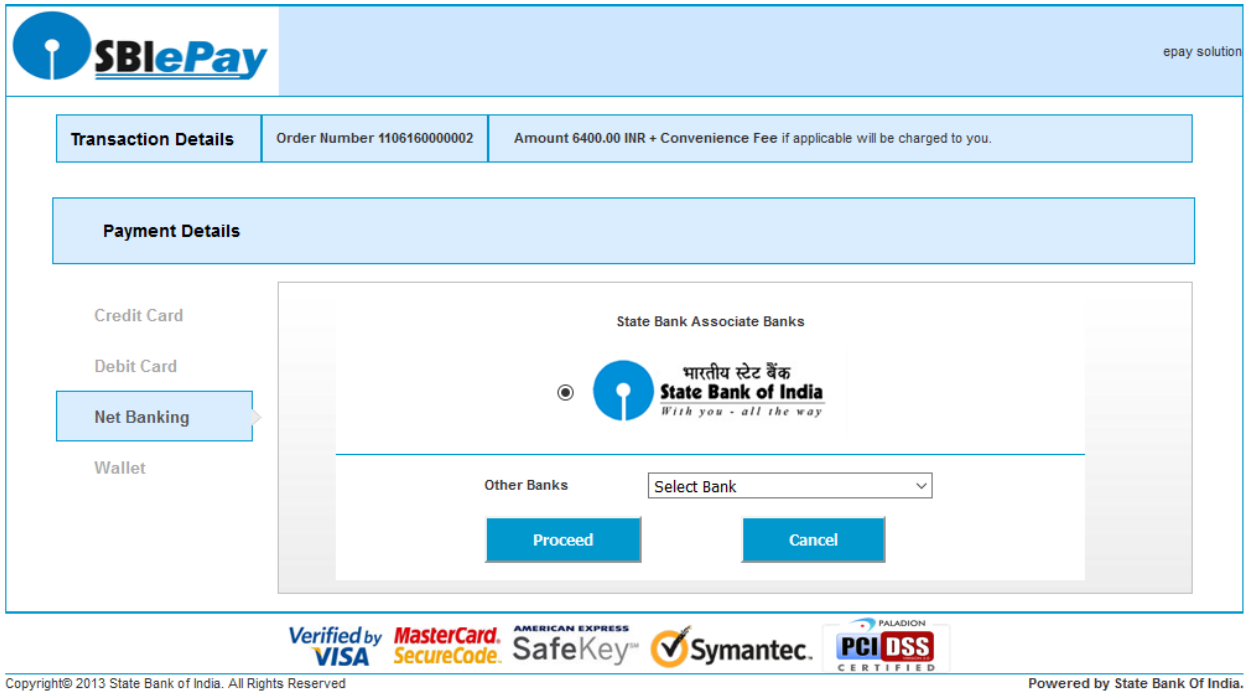 SBIePay
epay solution
Transaction Details
Order Number 1106160000002
Amount 6400.00 INR + Convenience Fee if applicable will be charged to you.
Payment Details
Credit Card
Debit Card
Net Banking
Wallet
State Bank Associate Banks
भारतीय स्टेट बैंक
State Bank of India
With you - all the way
Other Banks
Select Bank
Proceed
Cancel
Verified by
VISA
MasterCard.
SecureCode.
AMERICAN EXPRESS
SafeKey℠
Symantec.
PALADION
PCI DSS
CERTIFIED
Copyright© 2013 State Bank of India. All Rights Reserved
Powered by State Bank Of India.